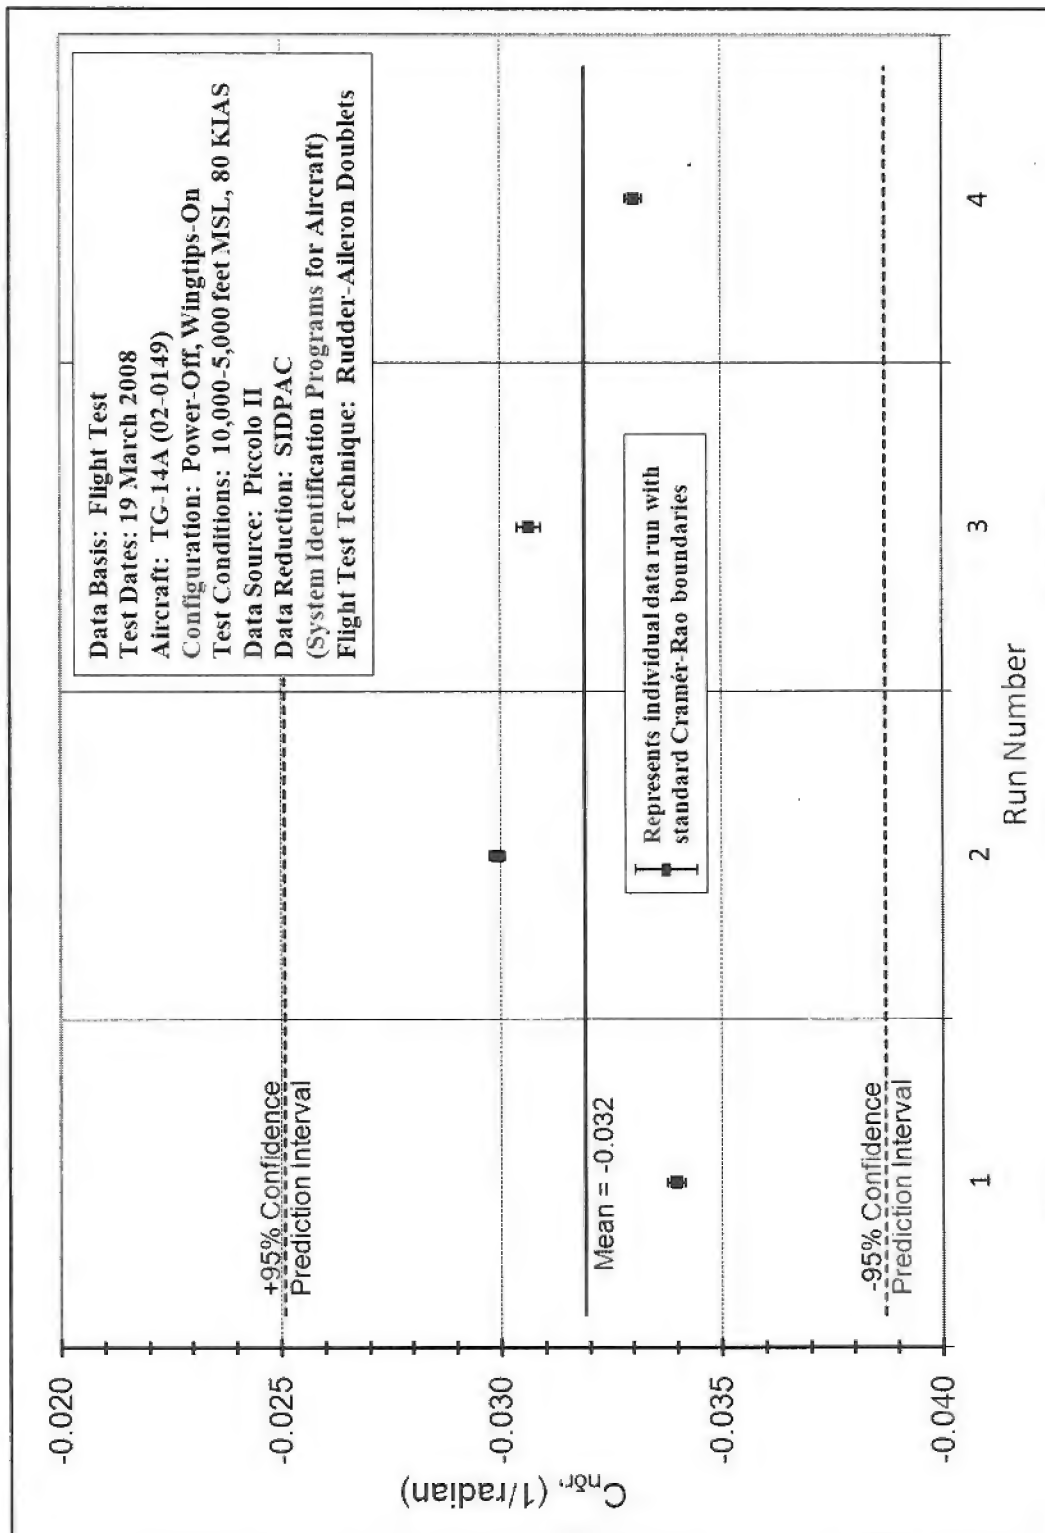 Data Basis: Flight Test
Test Dates: 19 March 2008
Aircraft: TG-14A (02-0149)
Configuration: Power-Off, Wingtips-On
Test Conditions: 10,000-5,000 feet MSL, 80 KIAS
Data Source: Piccolo II
Data Reduction: SIDPAC
(System Identification Programs for Aircraft)
Flight Test Technique: Rudder-Aileron Doublets
+95% Confidence
Prediction Interval
Mean = -0.032
Represents individual data run with
standard Cramér-Rao boundaries
-95% Confidence
Prediction Interval
-0.020
-0.025
-0.030
-0.035
-0.040
Cnδr, (1/radian)
1
2
3
4
Run Number